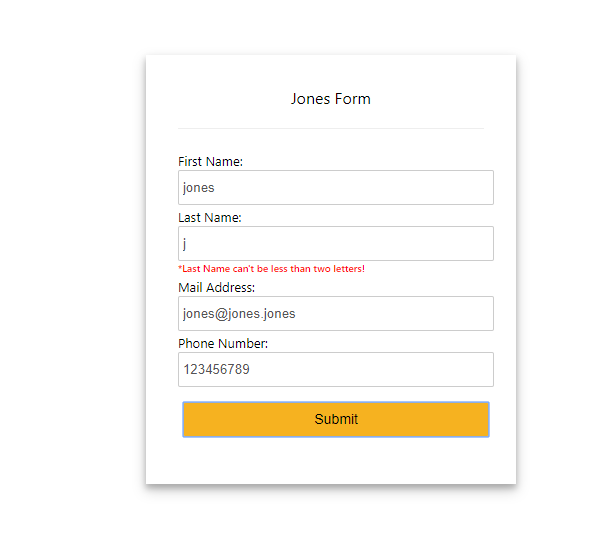 Jones Form
First Name:
jones
Last Name:
j
*Last Name can't be less than two letters!
Mail Address:
jones@jones.jones
Phone Number:
123456789
Submit